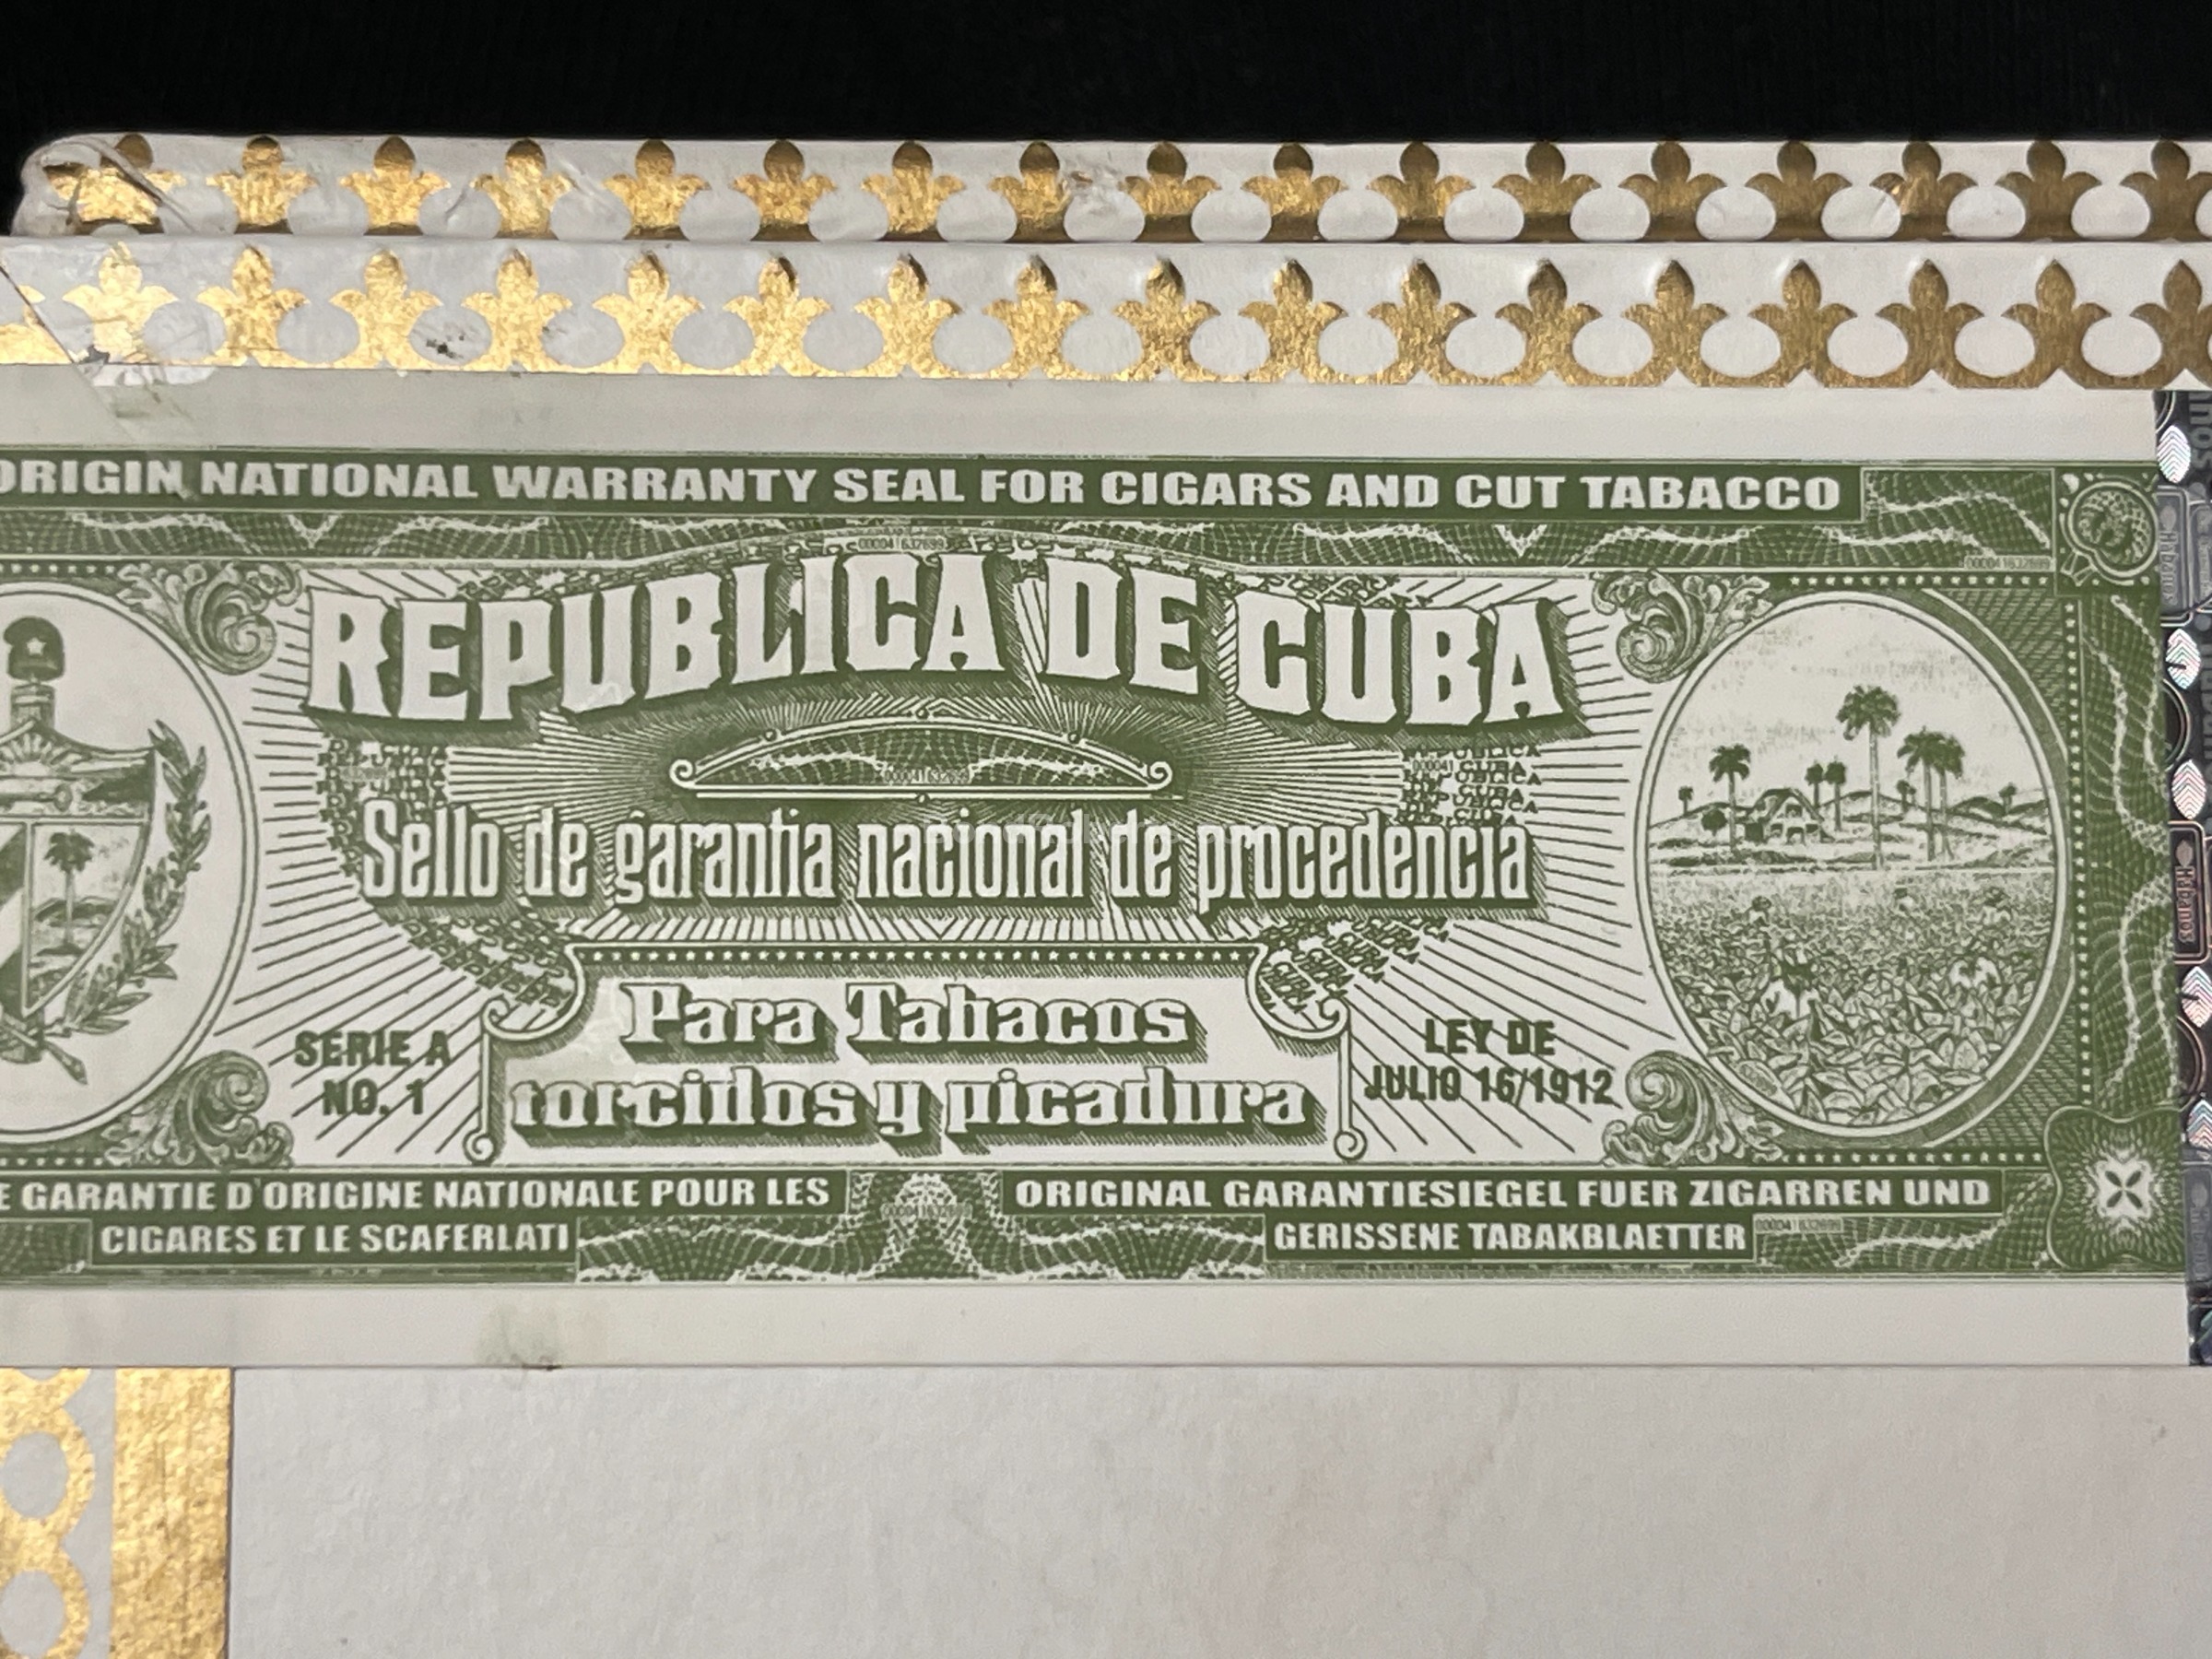 ORIGIN NATIONAL WARRANTY SEAL FOR CIGARS AND CUT TABACCO
REPUBLICA DE CUBA
Sello de garantia nacional de procedencia
Para Tabacos
torcidos y picadura
SERIE A
NO. 1
LEY DE
JULIO 16/1912
GARANTIE D'ORIGINE NATIONALE POUR LES
CIGARES ET LE SCAFERLATI
ORIGINAL GARANTIESIEGEL FUER ZIGARREN UND
GERISSENE TABAKBLAETTER